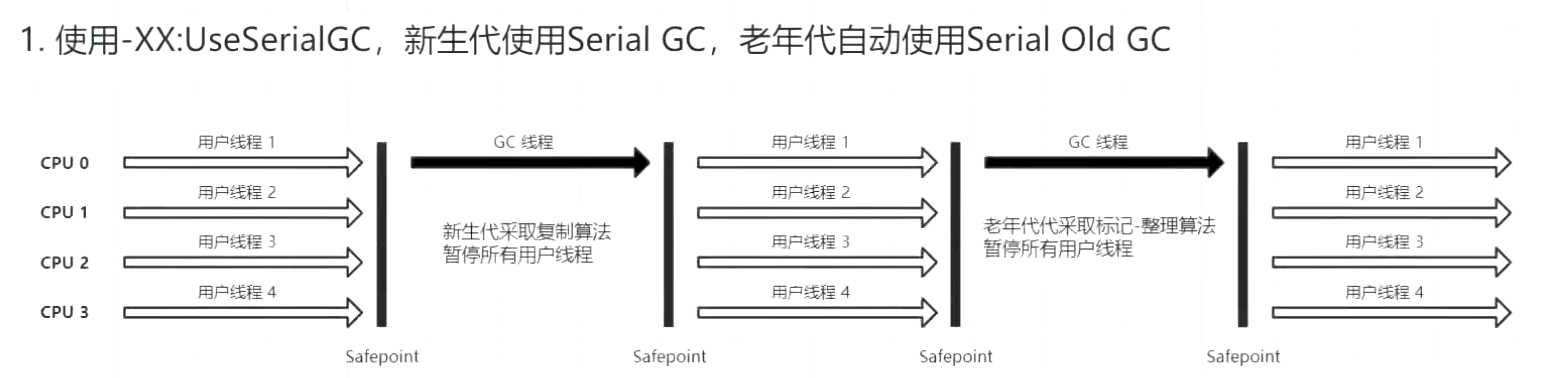 1. 使用-XX:UseSerialGC，新生代使用Serial GC，老年代自动使用Serial Old GC
用户线程 1 GC 线程 用户线程 1 GC 线程 用户线程 1
CPU 0
用户线程 2 用户线程 2 用户线程 2
CPU 1
新生代采取复制算法 老年代代采取标记-整理算法
用户线程 3 用户线程 3 用户线程 3
暂停所有用户线程 暂停所有用户线程
CPU 2
用户线程 4 用户线程 4 用户线程 4
CPU 3
Safepoint Safepoint Safepoint Safepoint